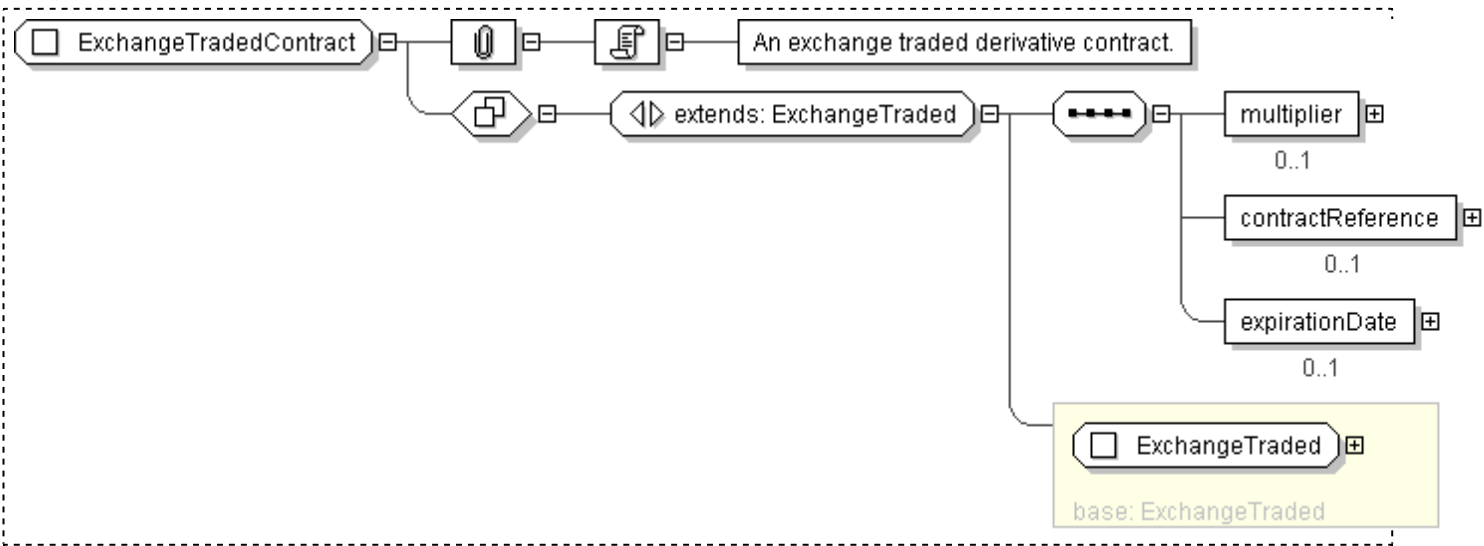 ExchangeTradedContract
An exchange traded derivative contract.
extends: ExchangeTraded
multiplier
0..1
contractReference
0..1
expirationDate
0..1
ExchangeTraded
base: ExchangeTraded